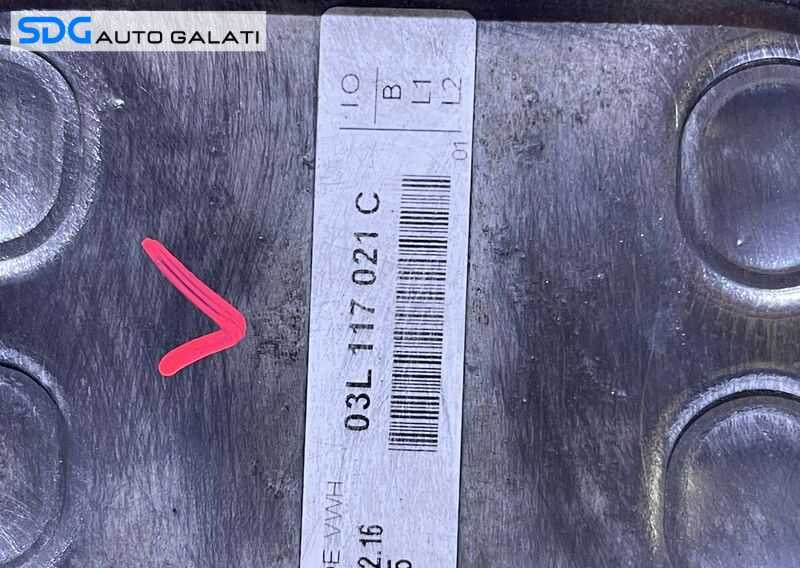 SDG AUTO GALATI
IO
B
L1
L2
01
03L 117 021 C
VWH
2.16